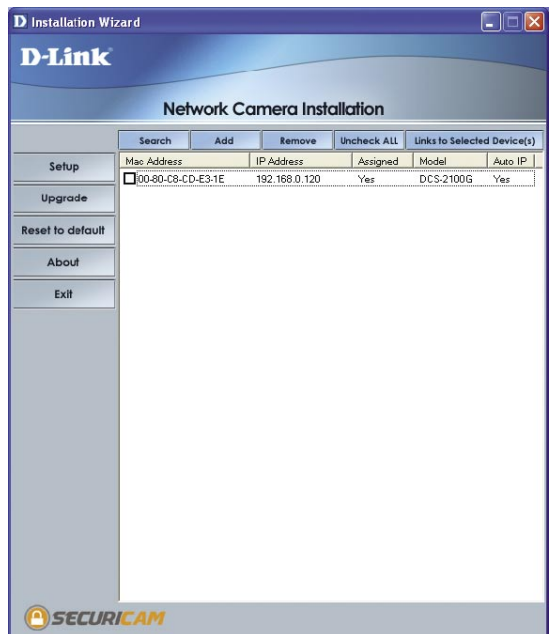 D Installation Wizard
D-Link
Network Camera Installation
Search Add Remove Uncheck ALL Links to Selected Device(s)
Mac Address IP Address Assigned Model Auto IP
00-80-C8-CD-E3-1E 192.168.0.120 Yes DCS-2100G Yes
Setup
Upgrade
Reset to default
About
Exit
SECURICAM